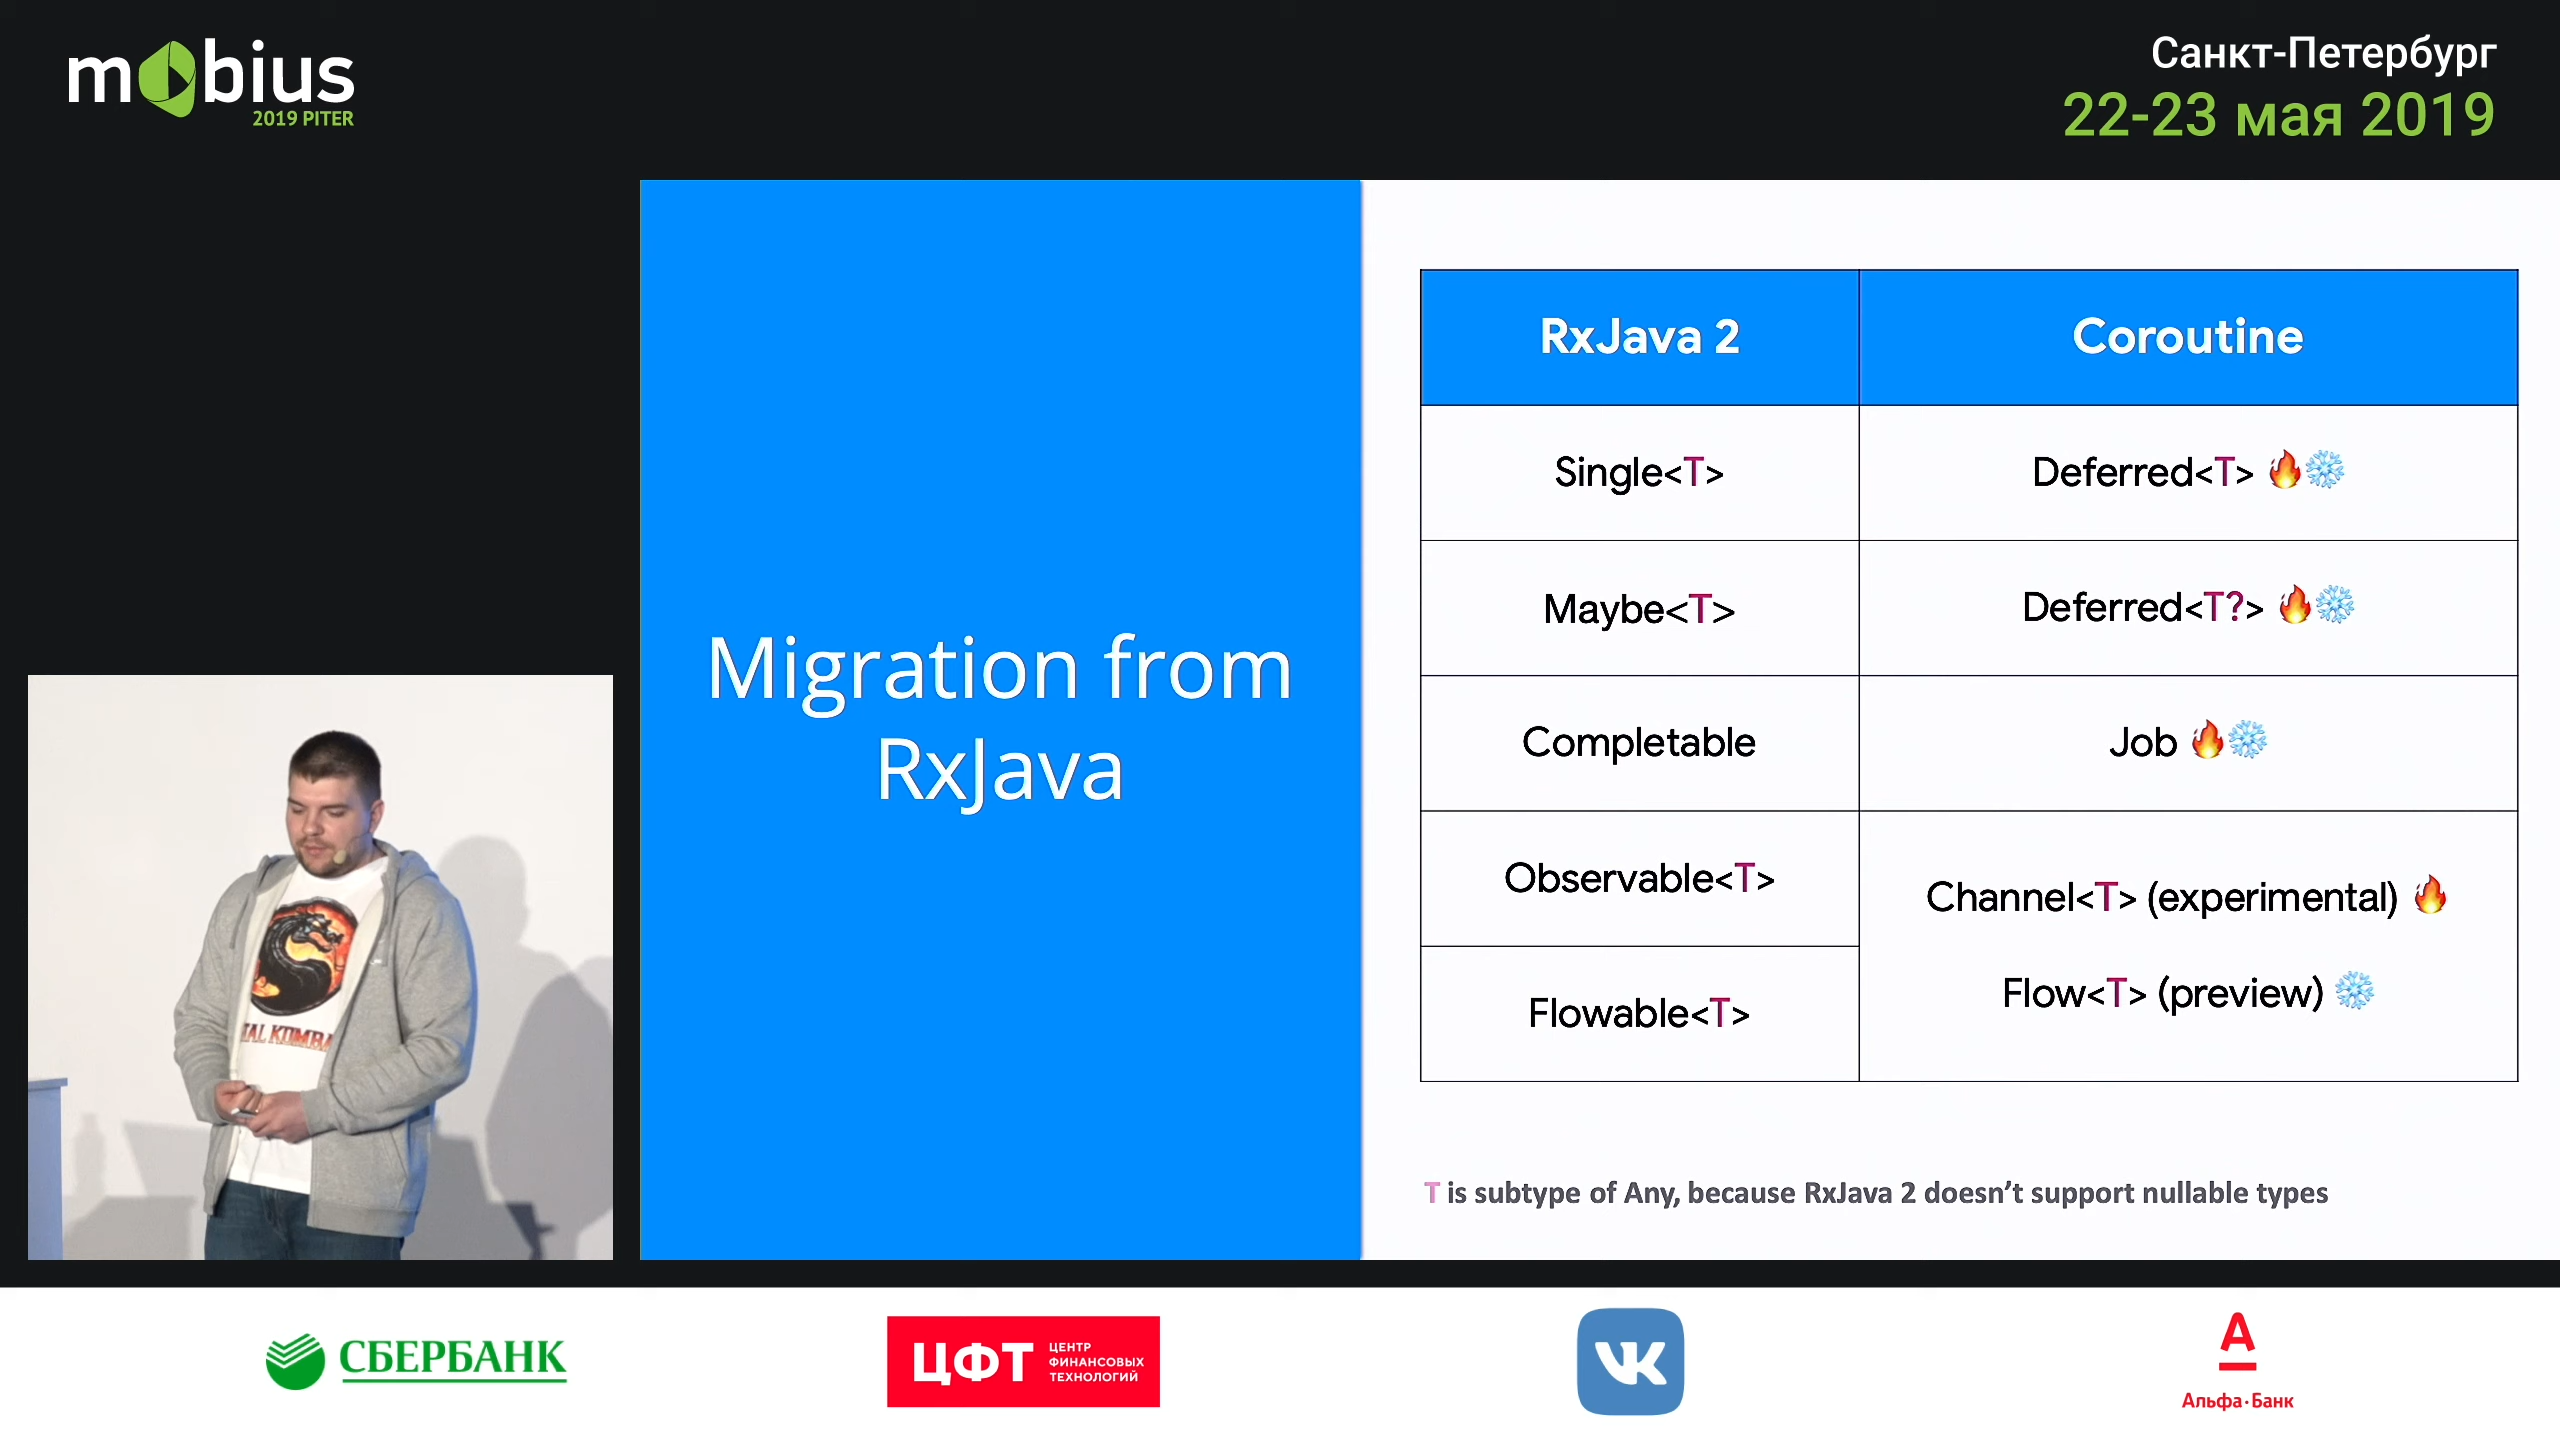 mobius
2019 PITER
Санкт-Петербург
22-23 мая 2019
Migration from
RxJava
RxJava 2
Coroutine
Single<T>
Deferred<T> 🔥❄️
Maybe<T>
Deferred<T?> 🔥❄️
Completable
Job 🔥❄️
Observable<T>
Channel<T> (experimental) 🔥
Flowable<T>
Flow<T> (preview) ❄️
T is subtype of Any, because RxJava 2 doesn’t support nullable types
СБЕРБАНК
ЦФТ
ЦЕНТР
ФИНАНСОВЫХ
ТЕХНОЛОГИЙ
VK
А
Альфа·Банк